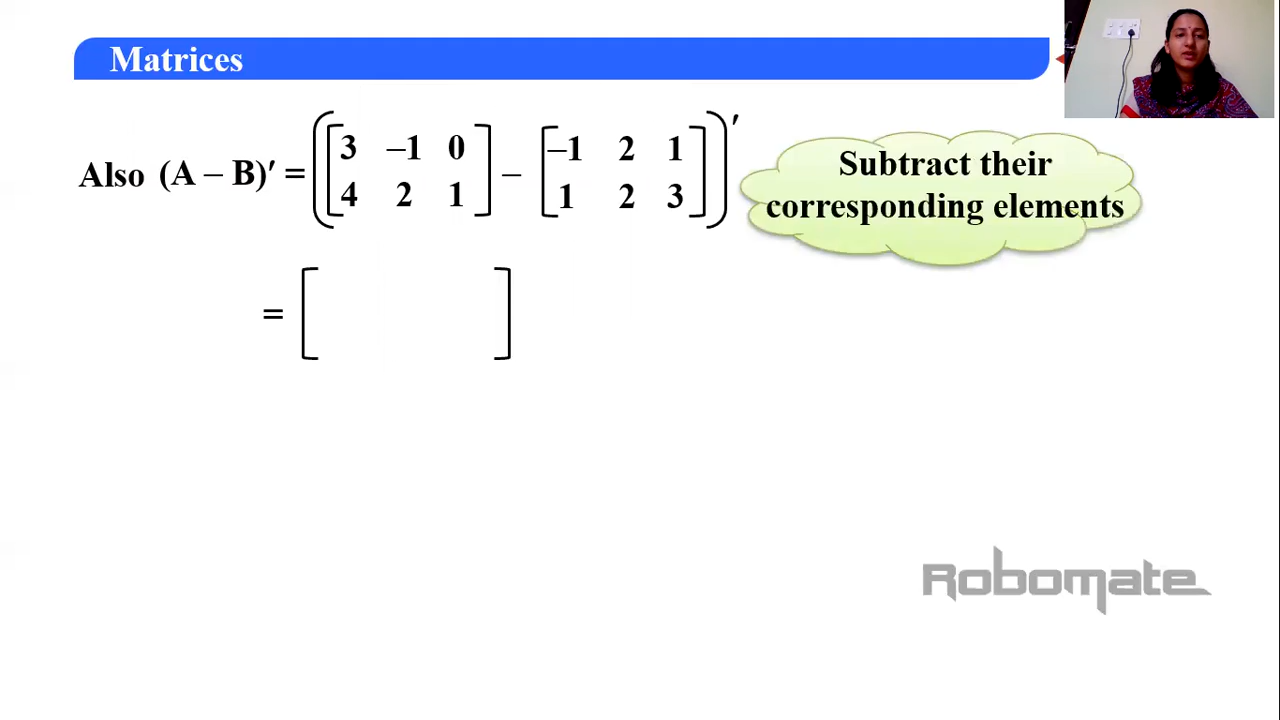 Matrices
Also (A – B)′ = ([3 –1 0
4 2 1] – [–1 2 1
1 2 3])′
Subtract their
corresponding elements
= [ ]
Robomate